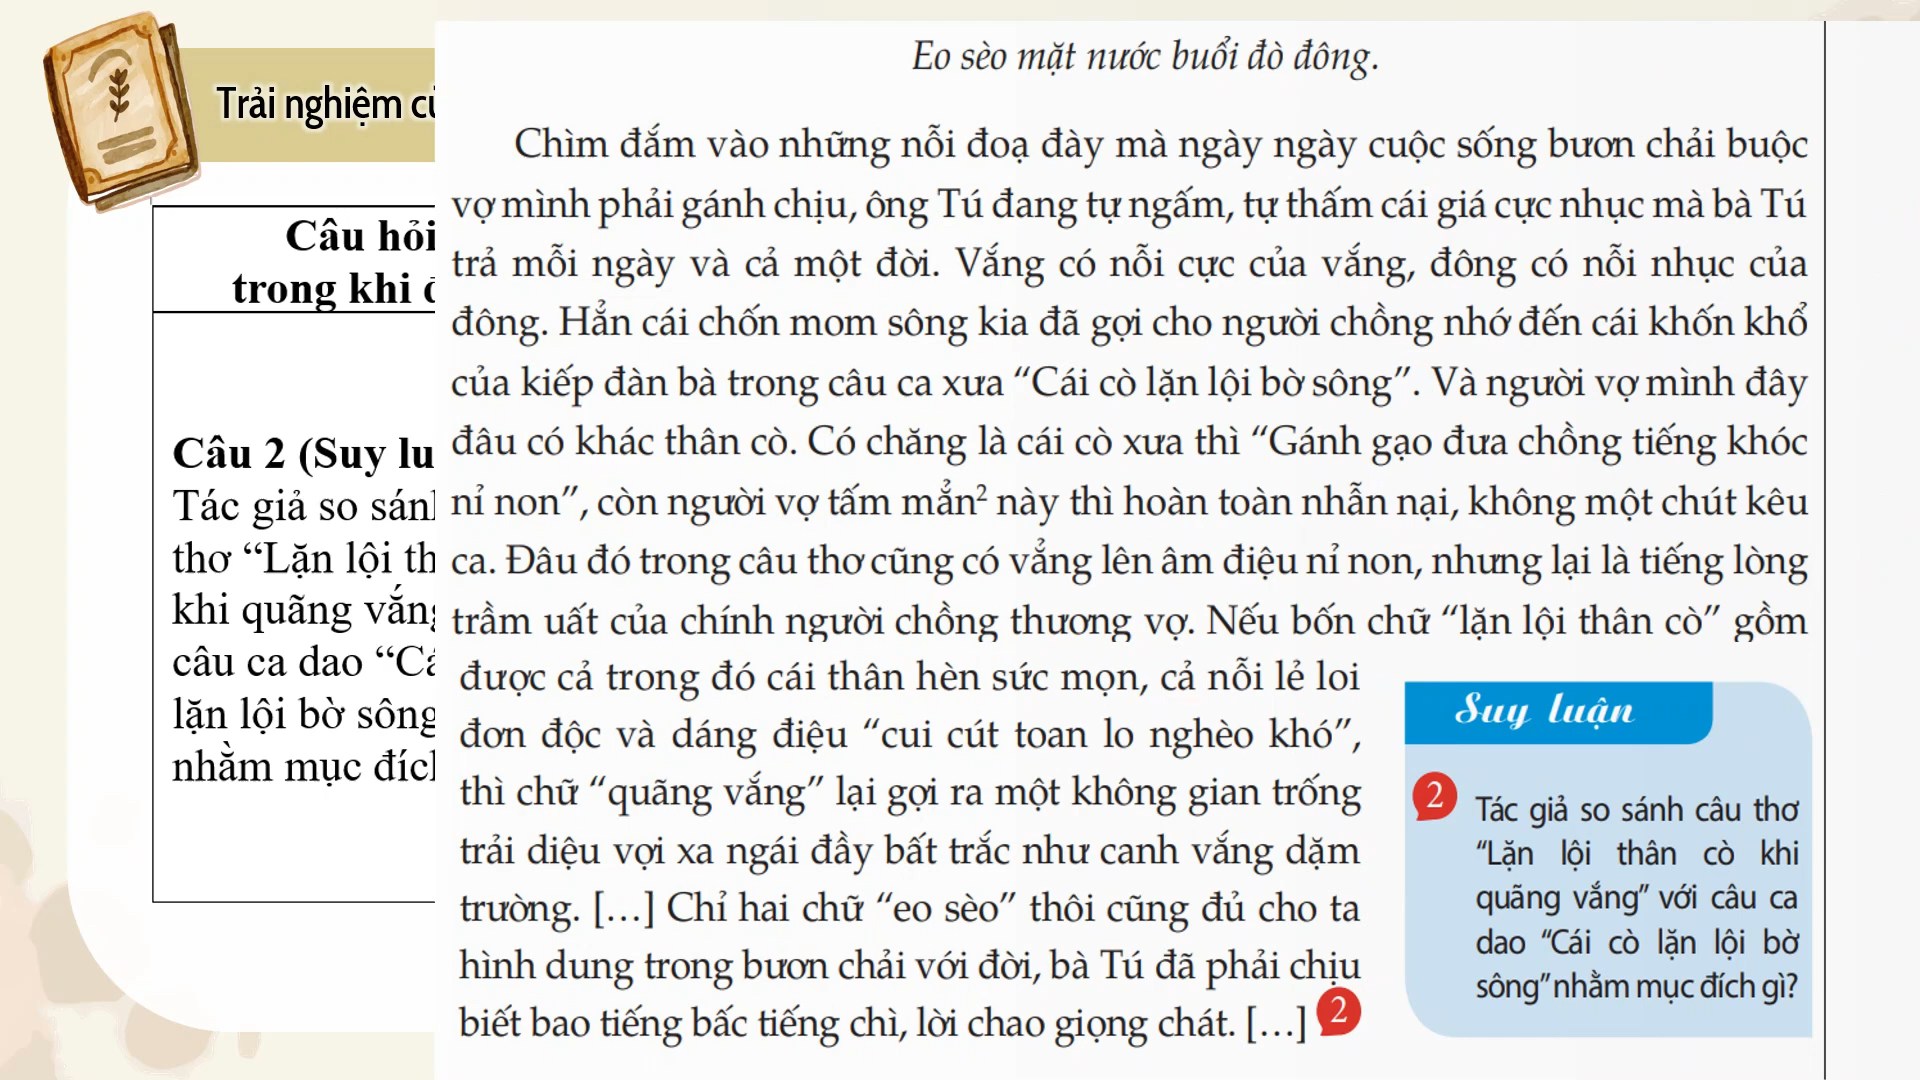 Trải nghiệm
Câu hỏi
trong khi
Câu 2 (Suy
Tác giả so
thơ “Lặn lội
khi quãng
câu ca dao
lặn lội bờ sông
nhằm mục
Eo sèo mặt nước buổi đò đông.
Chìm đắm vào những nỗi đoạ đày mà ngày ngày cuộc sống bươn chải buộc
vợ mình phải gánh chịu, ông Tú đang tự ngấm, tự thấm cái giá cực nhục mà bà Tú
trả mỗi ngày và cả một đời. Vắng có nỗi cực của vắng, đông có nỗi nhục của
đông. Hẳn cái chốn mom sông kia đã gợi cho người chồng nhớ đến cái khốn khổ
của kiếp đàn bà trong câu ca xưa “Cái cò lặn lội bờ sông”. Và người vợ mình đây
đâu có khác thân cò. Có chăng là cái cò xưa thì “Gánh gạo đưa chồng tiếng khóc
nỉ non”, còn người vợ tấm mẳn² này thì hoàn toàn nhẫn nại, không một chút kêu
ca. Đâu đó trong câu thơ cũng có vẳng lên âm điệu nỉ non, nhưng lại là tiếng lòng
trầm uất của chính người chồng thương vợ. Nếu bốn chữ “lặn lội thân cò” gồm
được cả trong đó cái thân hèn sức mọn, cả nỗi lẻ loi
đơn độc và dáng điệu “cui cút toan lo nghèo khó”,
thì chữ “quãng vắng” lại gợi ra một không gian trống
trải diệu vợi xa ngái đầy bất trắc như canh vắng dặm
trường. [...] Chỉ hai chữ “eo sèo” thôi cũng đủ cho ta
hình dung trong bươn chải với đời, bà Tú đã phải chịu
biết bao tiếng bấc tiếng chì, lời chao giọng chát. [...] 2
Suy luận
2 Tác giả so sánh câu thơ
“Lặn lội thân cò khi
quãng vắng” với câu ca
dao “Cái cò lặn lội bờ
sông” nhằm mục đích gì?